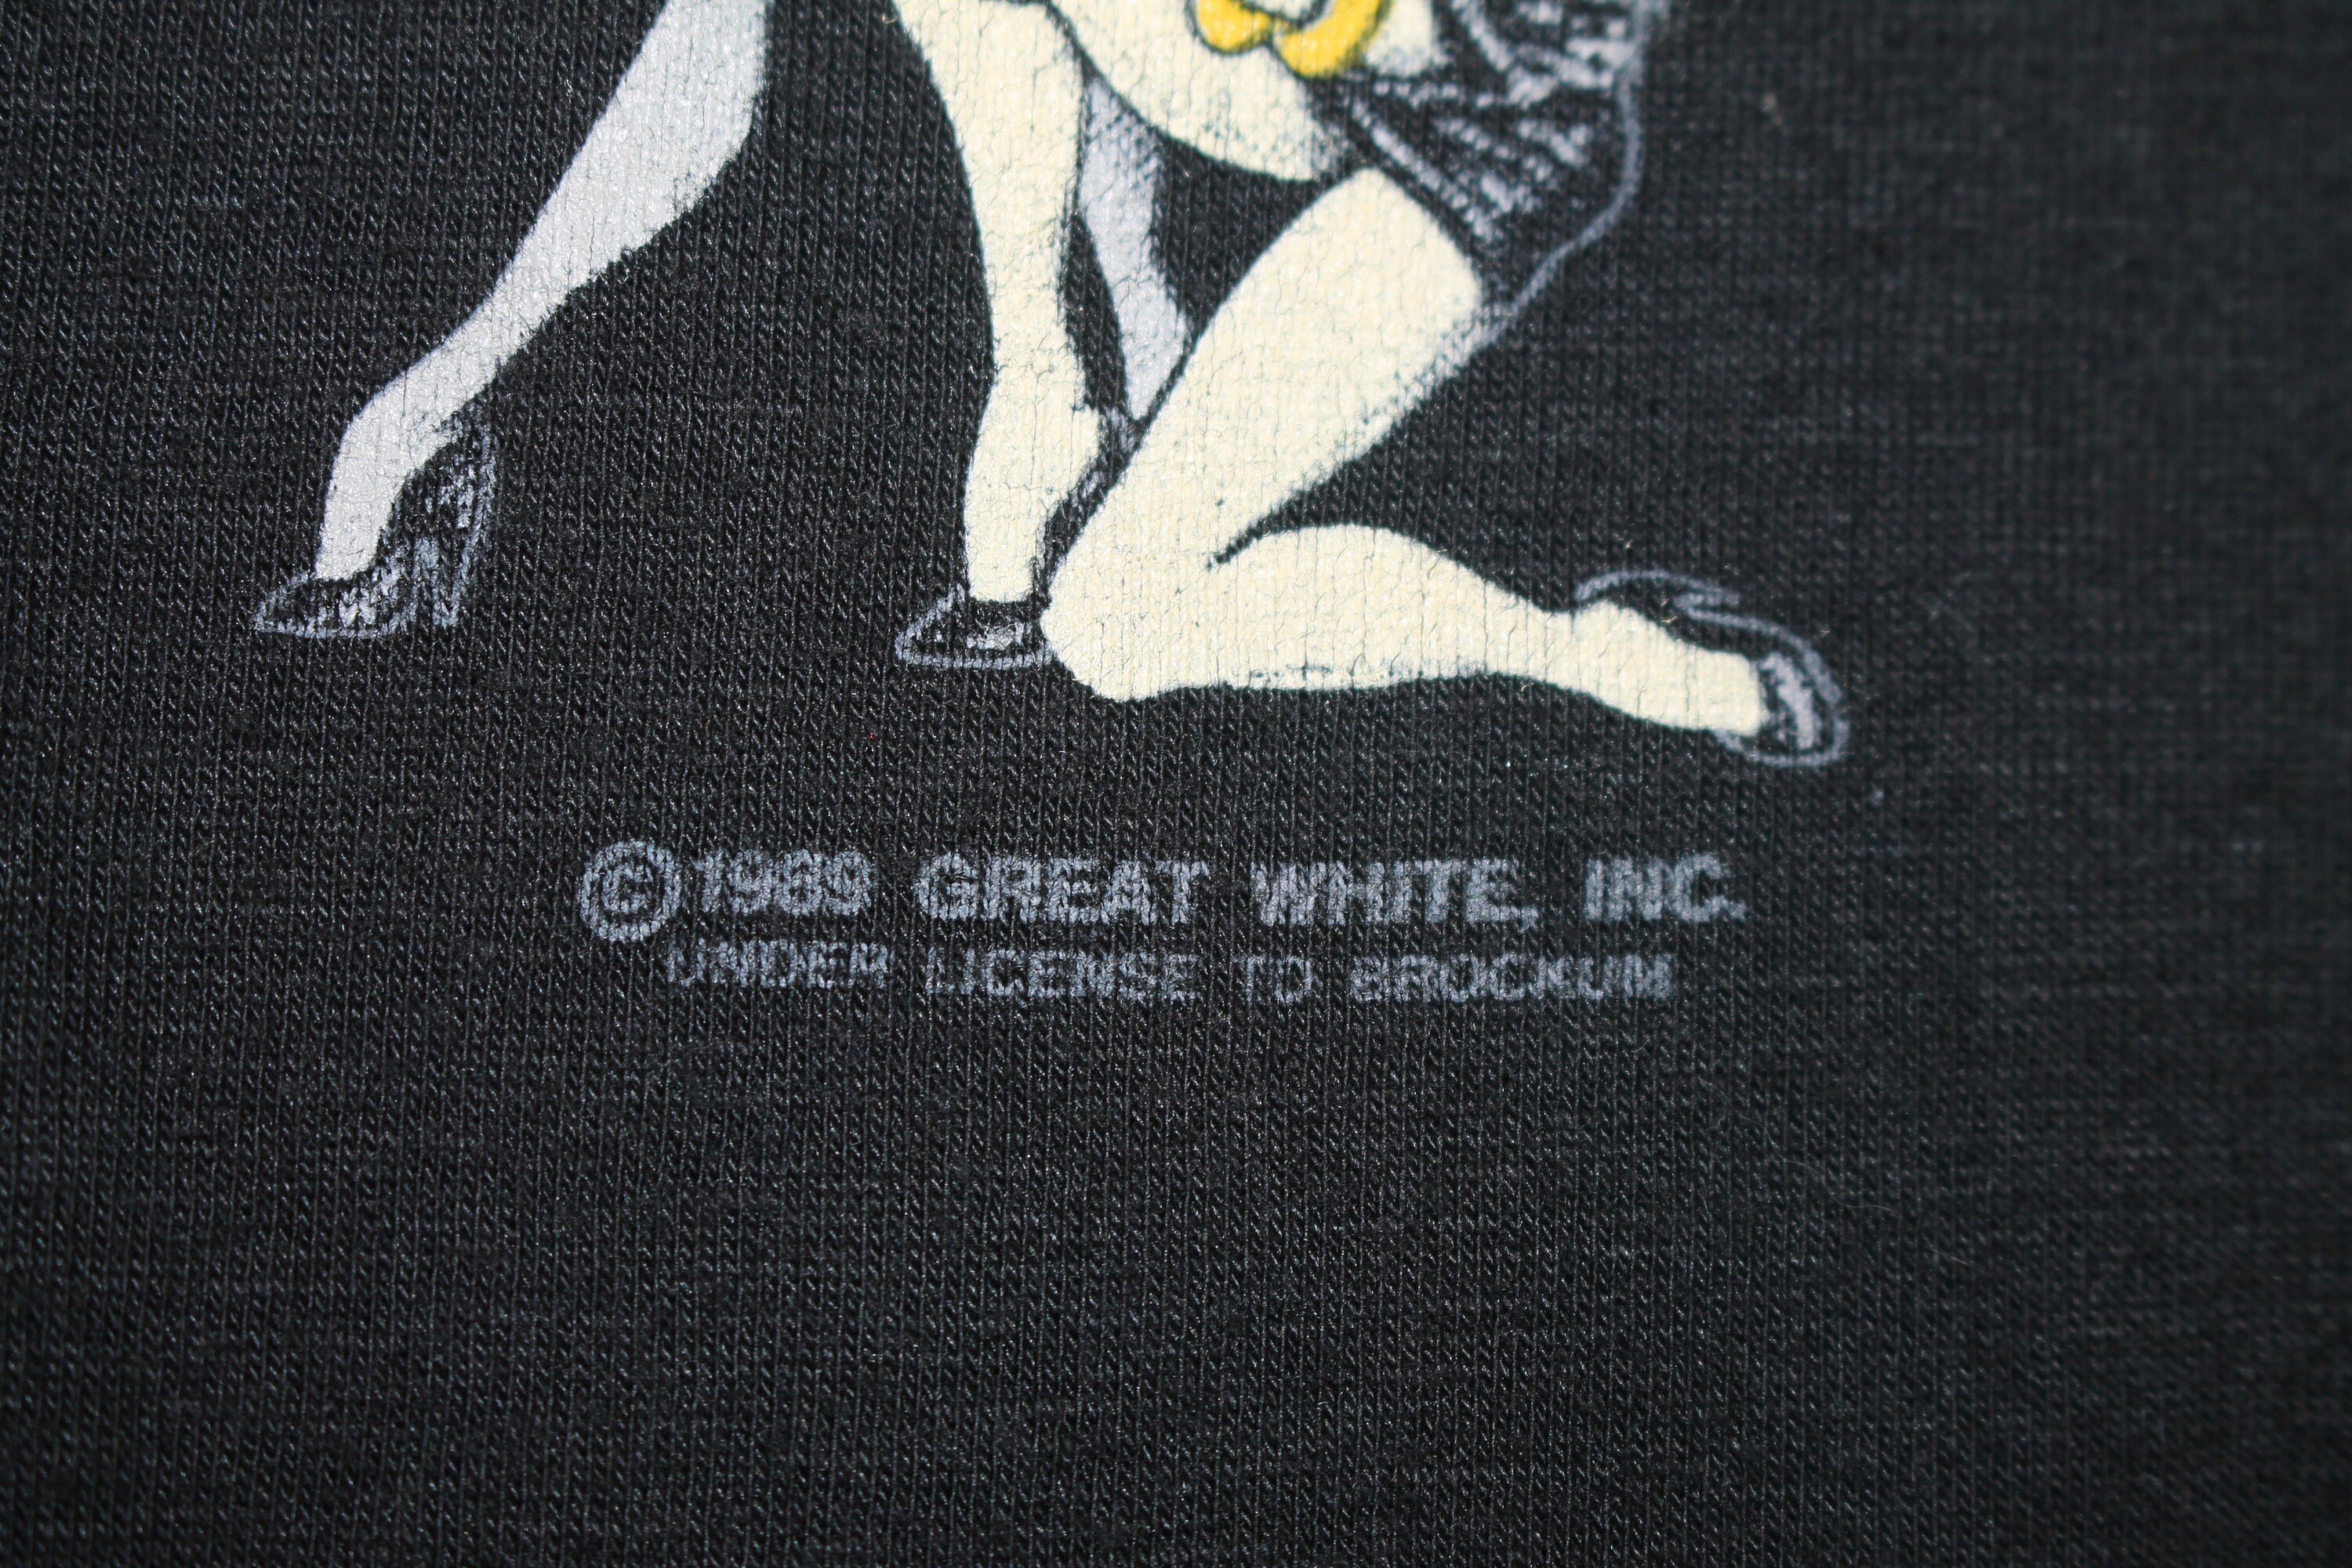 ©1989 GREAT WHITE, INC.
UNDER LICENSE TO BROCKUM